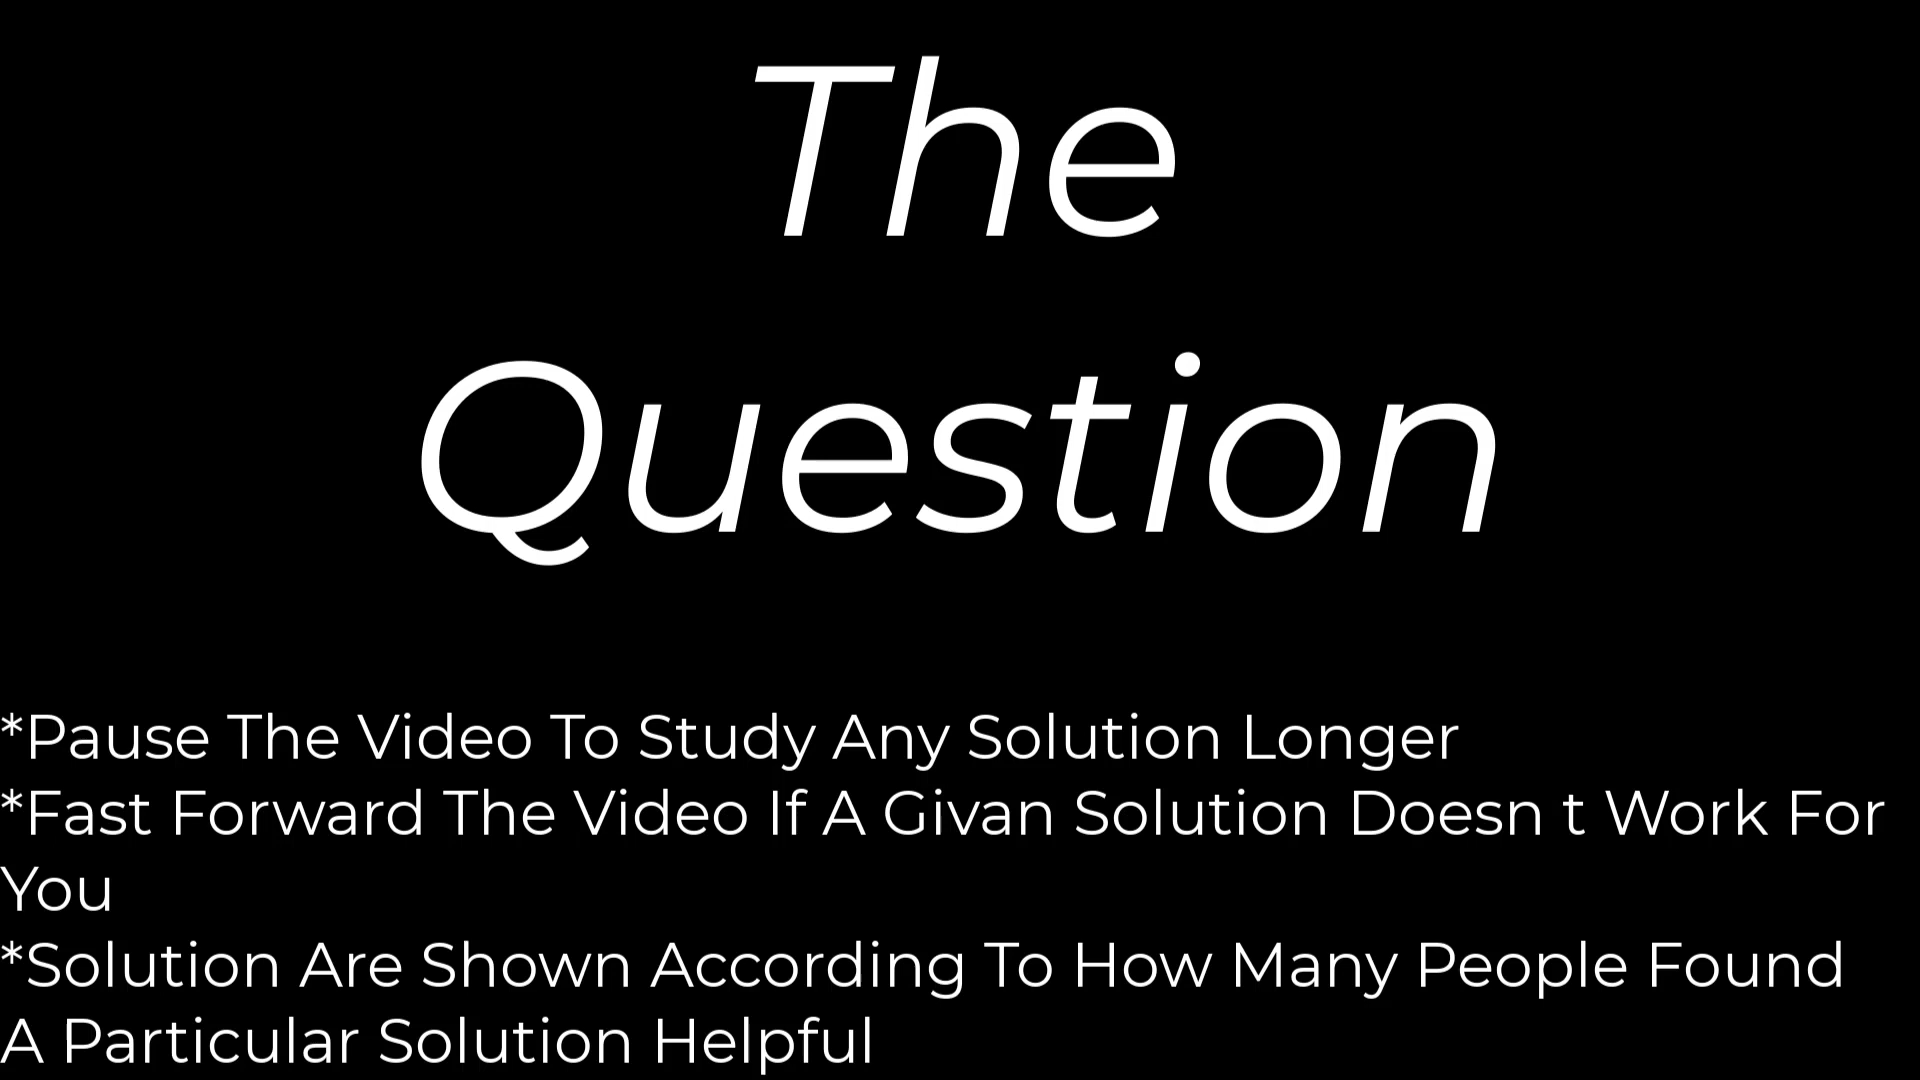 The
Question
*Pause The Video To Study Any Solution Longer
*Fast Forward The Video If A Givan Solution Doesn t Work For
You
*Solution Are Shown According To How Many People Found
A Particular Solution Helpful